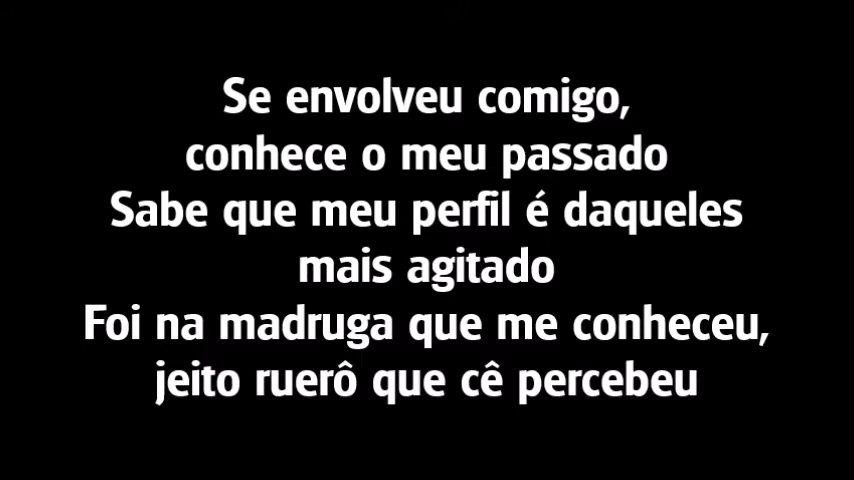 Se envolveu comigo,
conhece o meu passado
Sabe que meu perfil é daqueles
mais agitado
Foi na madruga que me conheceu,
jeito ruerô que cê percebeu